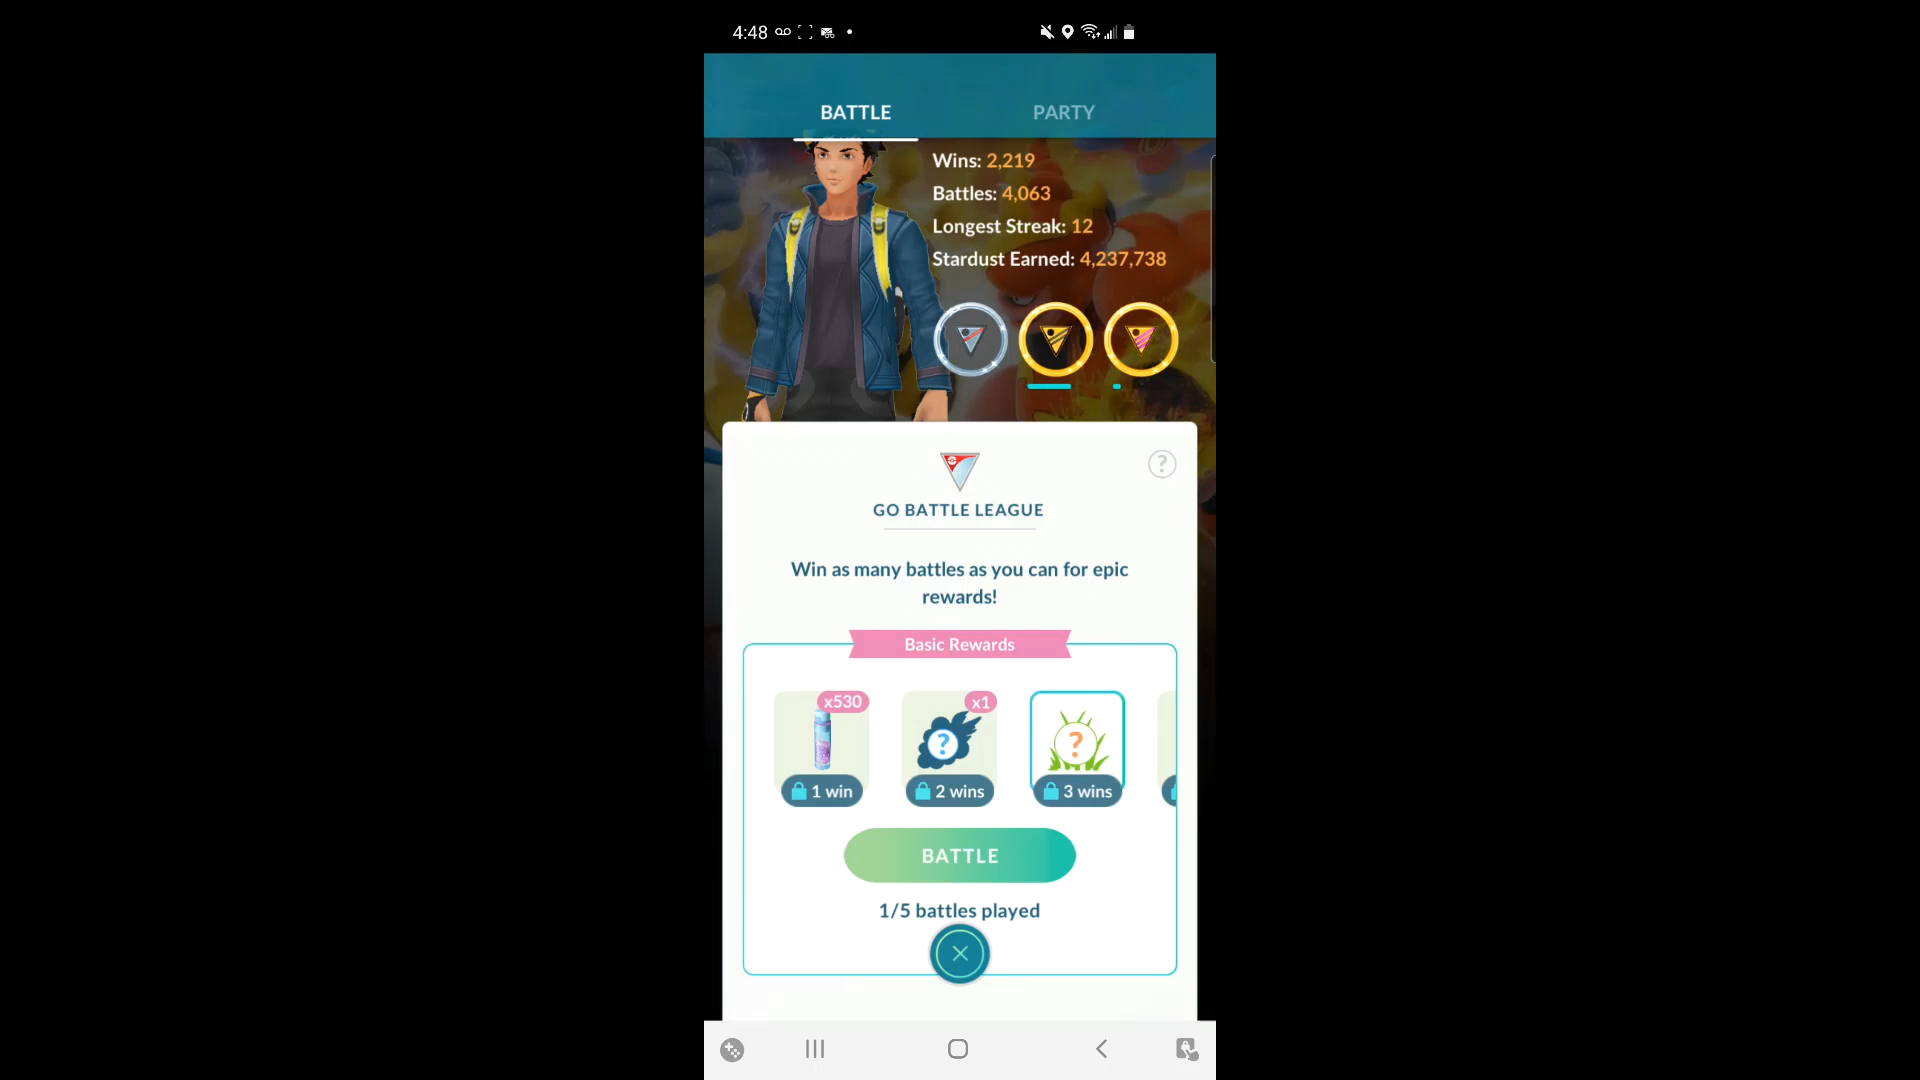 4:48
BATTLE
PARTY
Wins: 2,219
Battles: 4,063
Longest Streak: 12
Stardust Earned: 4,237,738
?
GO BATTLE LEAGUE
Win as many battles as you can for epic
rewards!
Basic Rewards
x530
x1
?
?
1 win
2 wins
3 wins
BATTLE
1/5 battles played